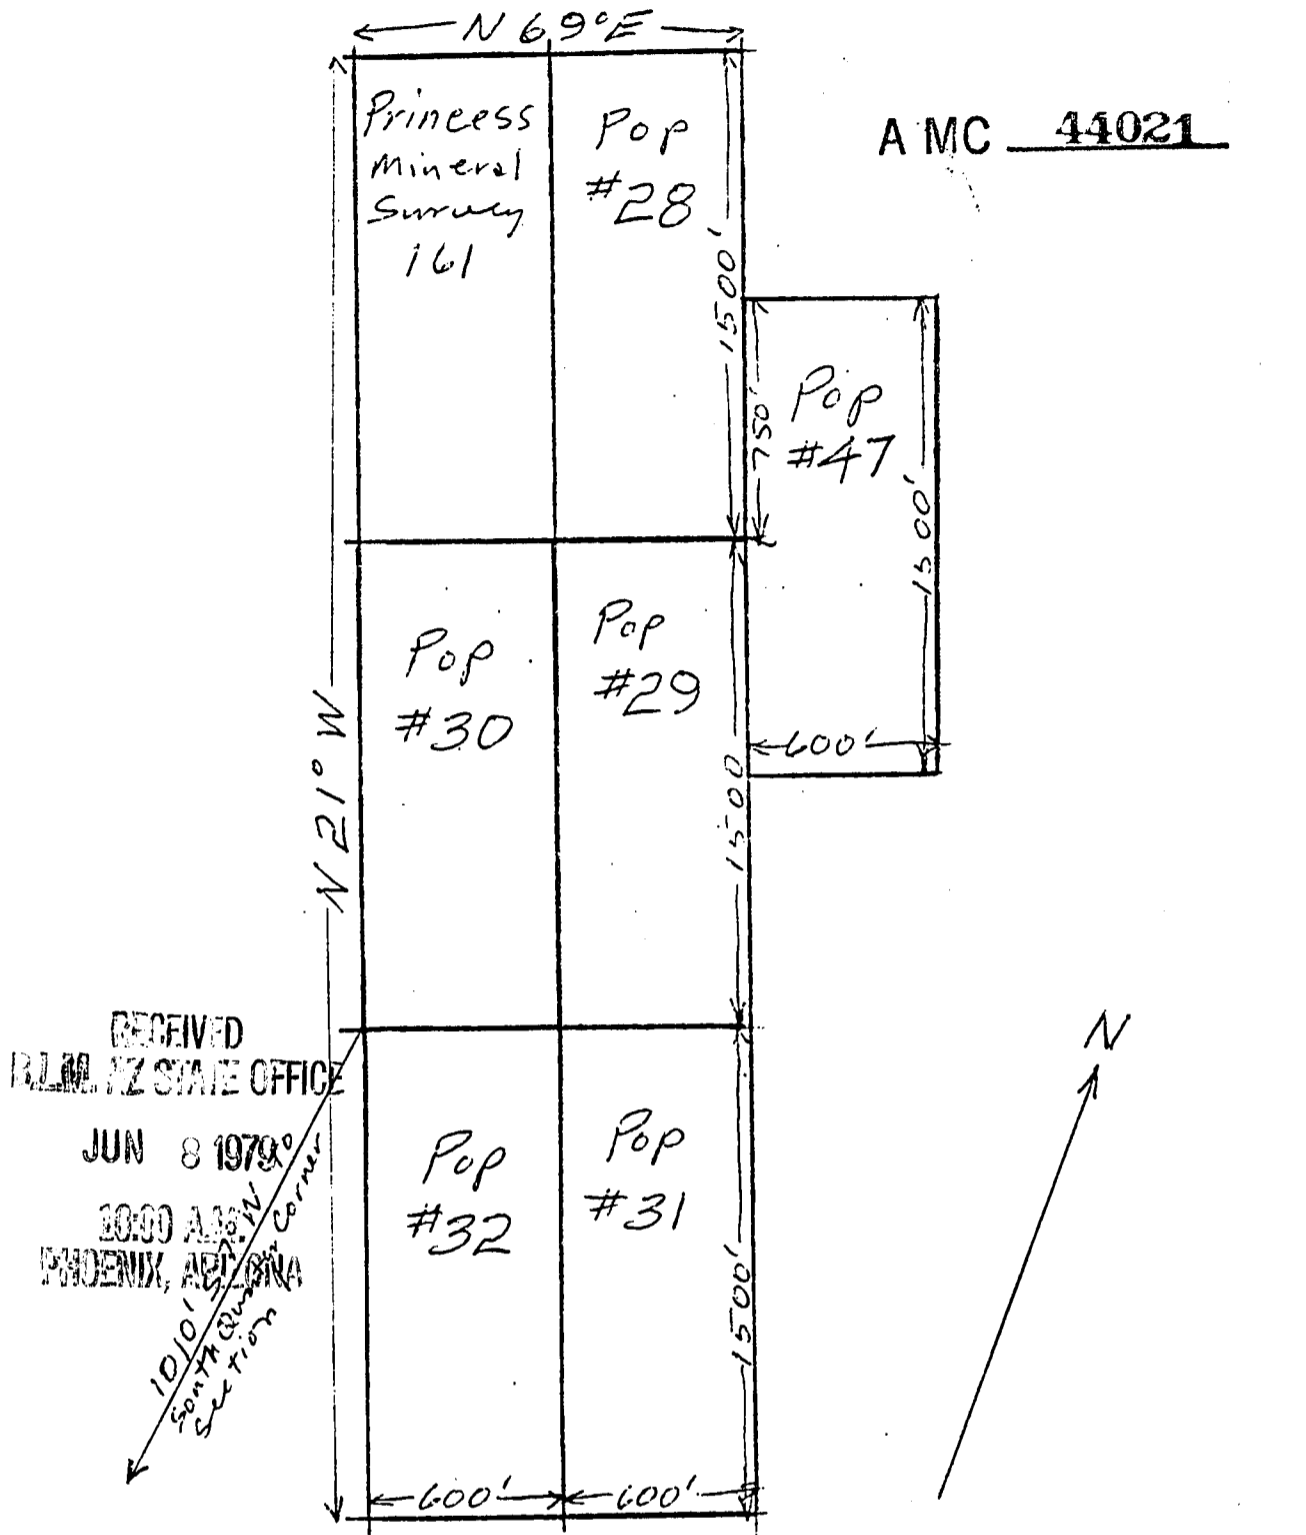 N 69° E
Princess
Mineral
Survey
161
Pop
#28
A MC 44021
1500'
750'
Pop
#47
1500'
600'
Pop
#30
Pop
#29
1500
N 21° W
RECEIVED
B.L.M. AZ STATE OFFICE
JUN 8 1979
10:00 A.M.
PHOENIX, ARIZONA
1010' W to
South Quarter Corner
Section
Pop
#32
Pop
#31
1500'
600'
600'
N